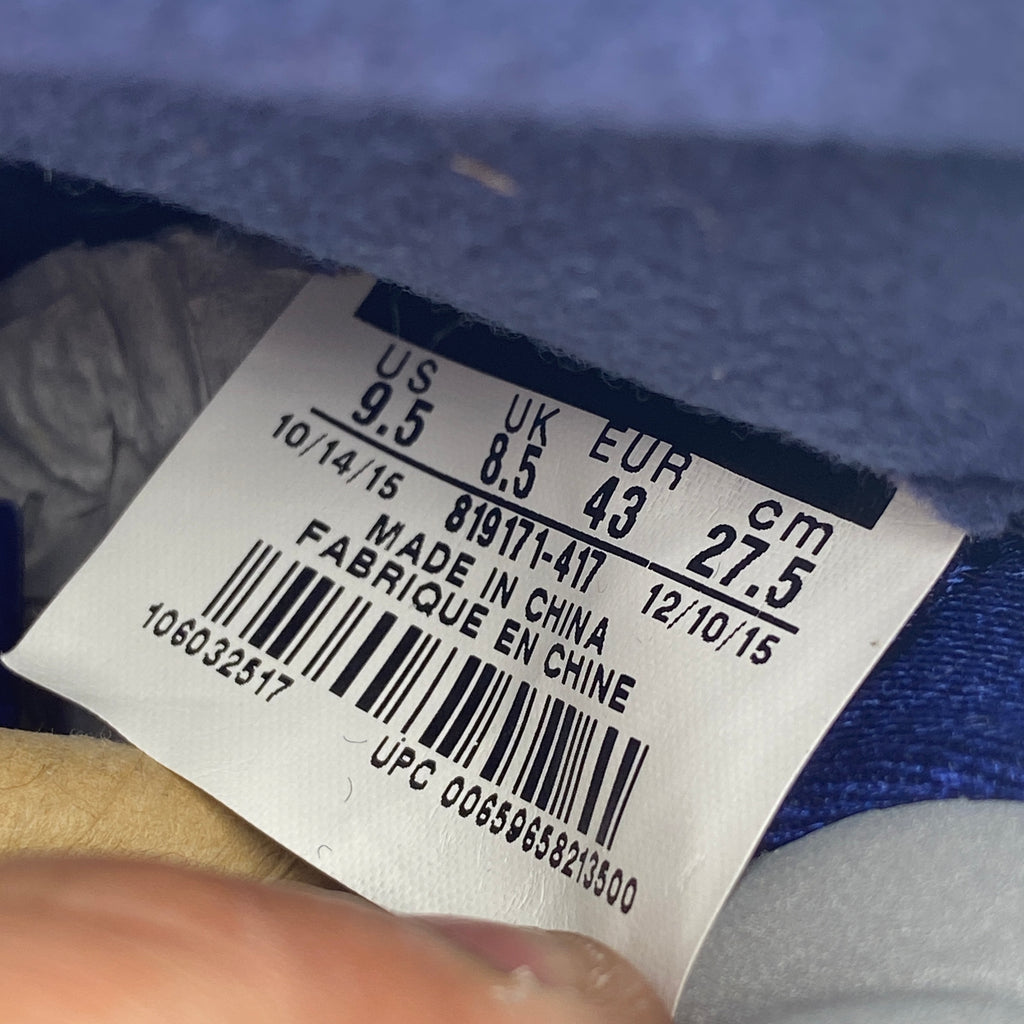 US UK EUR cm
9.5 8.5 43 27.5
10/14/15 819171-417 12/10/15
MADE IN CHINA
FABRIQUE EN CHINE
106032517
UPC 00659658213500